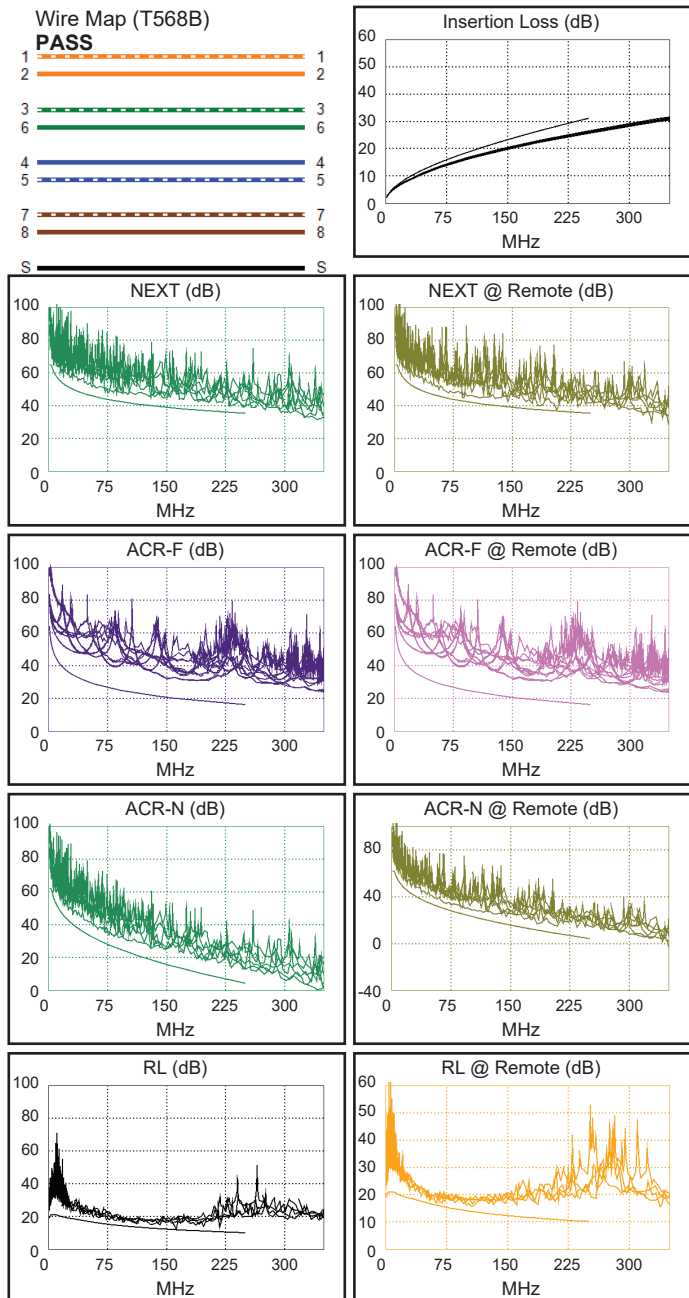 Wire Map (T568B)
PASS
1 1
2 2
3 3
6 6
4 4
5 5
7 7
8 8
S S
Insertion Loss (dB)
60
50
40
30
20
10
0
0 75 150 225 300
MHz
NEXT (dB)
100
80
60
40
20
0
0 75 150 225 300
MHz
NEXT @ Remote (dB)
100
80
60
40
20
0
0 75 150 225 300
MHz
ACR-F (dB)
100
80
60
40
20
0
0 75 150 225 300
MHz
ACR-F @ Remote (dB)
100
80
60
40
20
0
0 75 150 225 300
MHz
ACR-N (dB)
100
80
60
40
20
0
0 75 150 225 300
MHz
ACR-N @ Remote (dB)
80
40
0
-40
0 75 150 225 300
MHz
RL (dB)
100
80
60
40
20
0
0 75 150 225 300
MHz
RL @ Remote (dB)
60
50
40
30
20
10
0
0 75 150 225 300
MHz